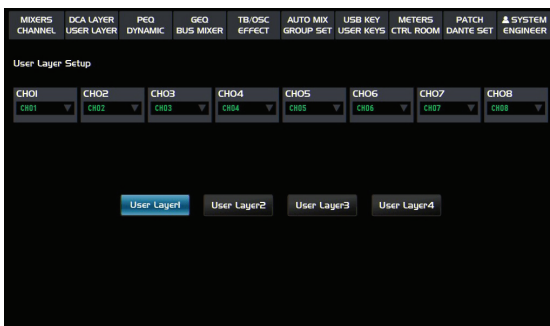 MIXERS DCA LAYER PEQ GEQ TB/OSC AUTO MIX USB KEY METERS PATCH SYSTEM
CHANNEL USER LAYER DYNAMIC BUS MIXER EFFECT GROUP SET USER KEYS CTRL ROOM DANTE SET ENGINEER
User Layer Setup
CH01 CH02 CH03 CH04 CH05 CH06 CH07 CH08
CH01 CH02 CH03 CH04 CH05 CH06 CH07 CH08
User Layer1 User Layer2 User Layer3 User Layer4